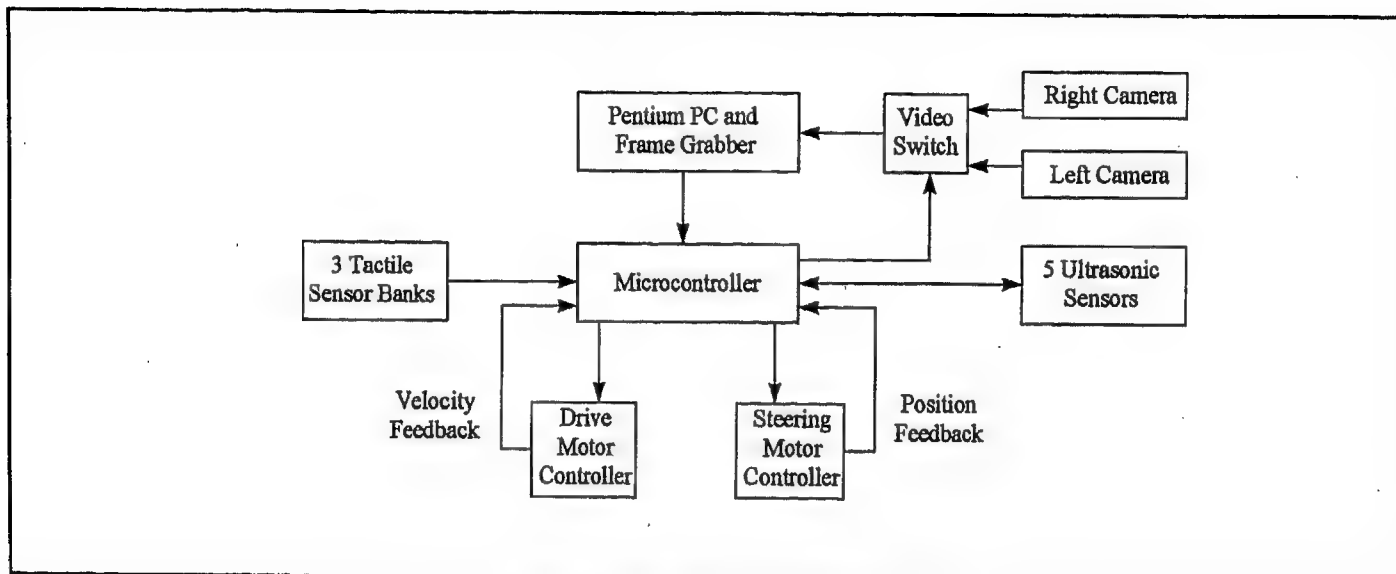 Right Camera
Pentium PC and
Frame Grabber
Video
Switch
Left Camera
3 Tactile
Sensor Banks
Microcontroller
5 Ultrasonic
Sensors
Velocity
Feedback
Drive
Motor
Controller
Steering
Motor
Controller
Position
Feedback